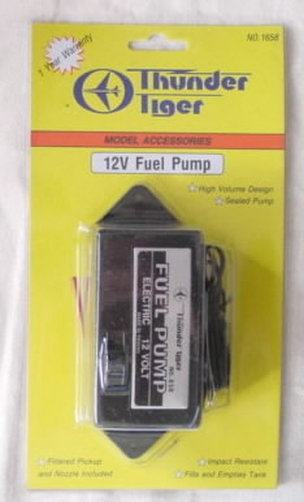 NO. 1658
1 Year Warranty
Thunder
Tiger
MODEL ACCESSORIES
12V Fuel Pump
High Volume Design
Sealed Pump
Thunder Tiger
FUEL PUMP
ELECTRIC 12 VOLT
Filtered Pickup
and Nozzle Included
Impact Resistant
Fills and Empties Tank